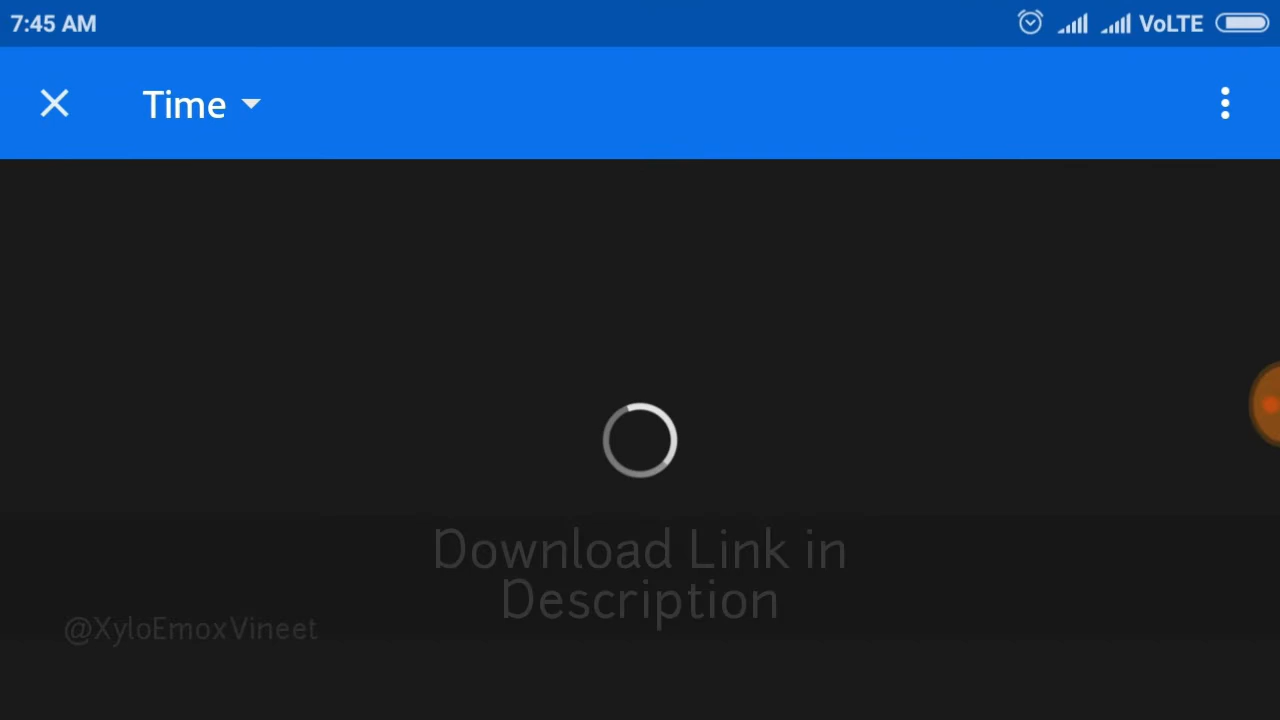 7:45 AM
VoLTE
Time
Download Link in
Description
@XyloEmoxVineet